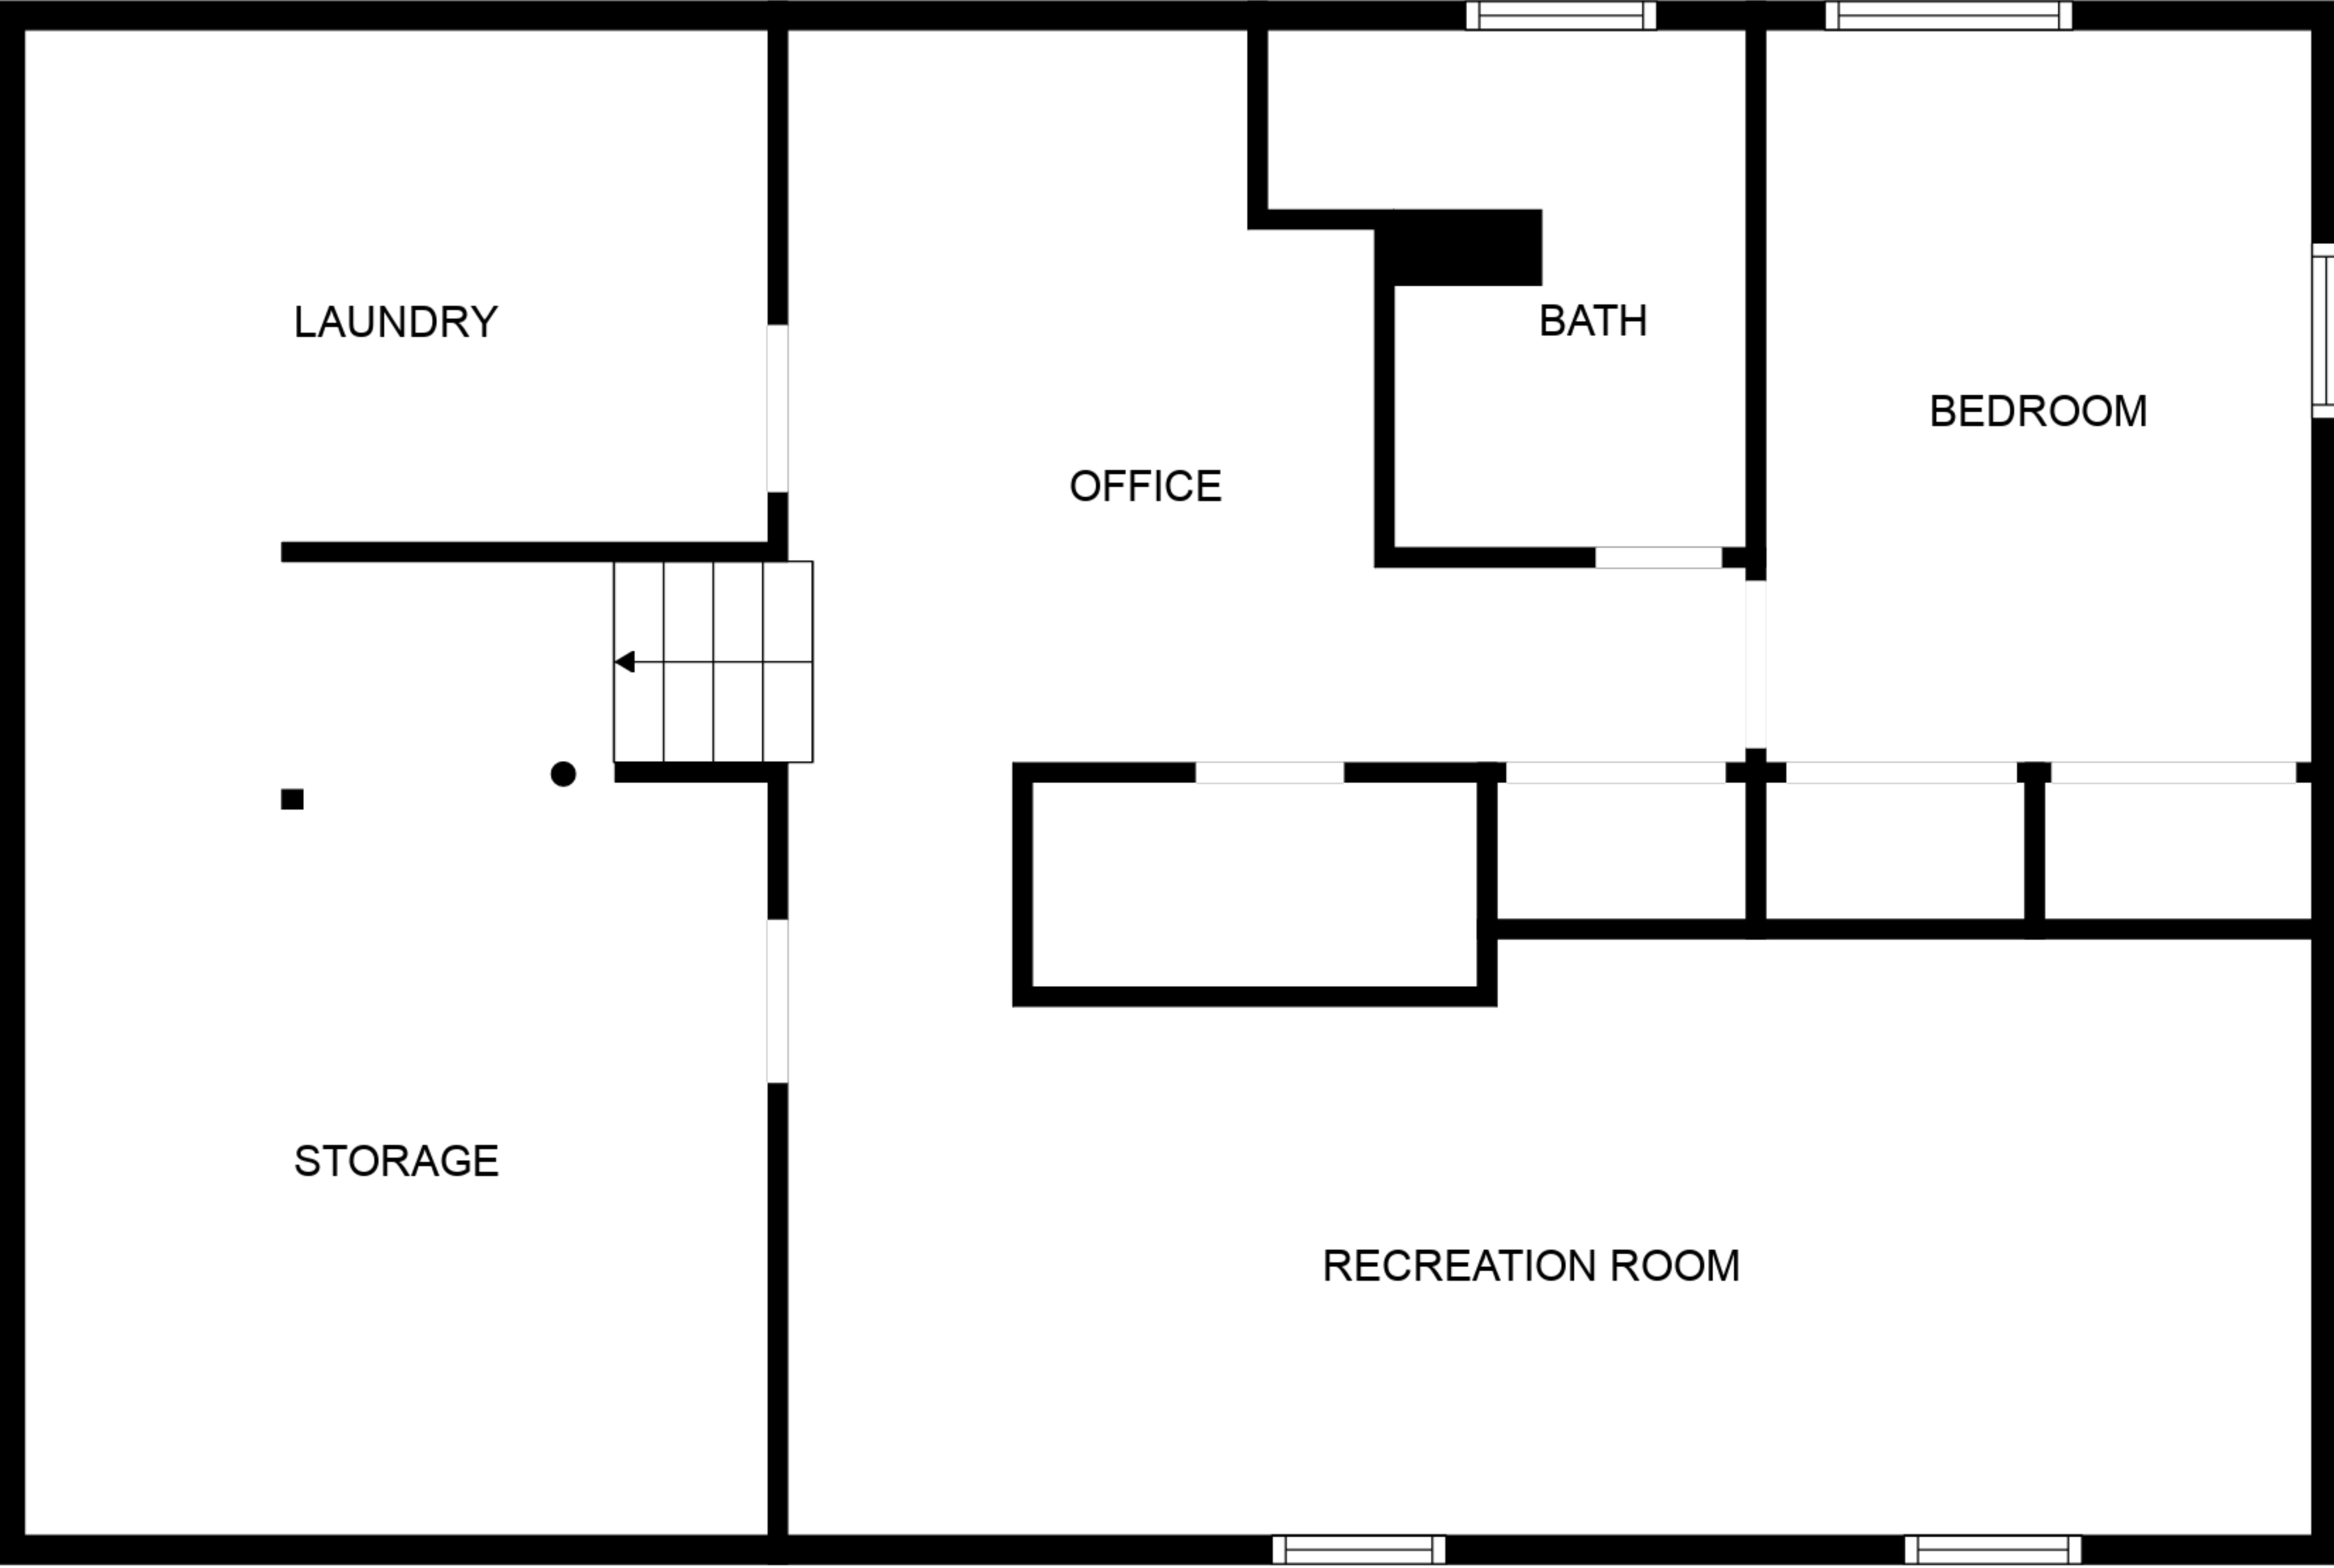 LAUNDRY
BATH
BEDROOM
OFFICE
STORAGE
RECREATION ROOM